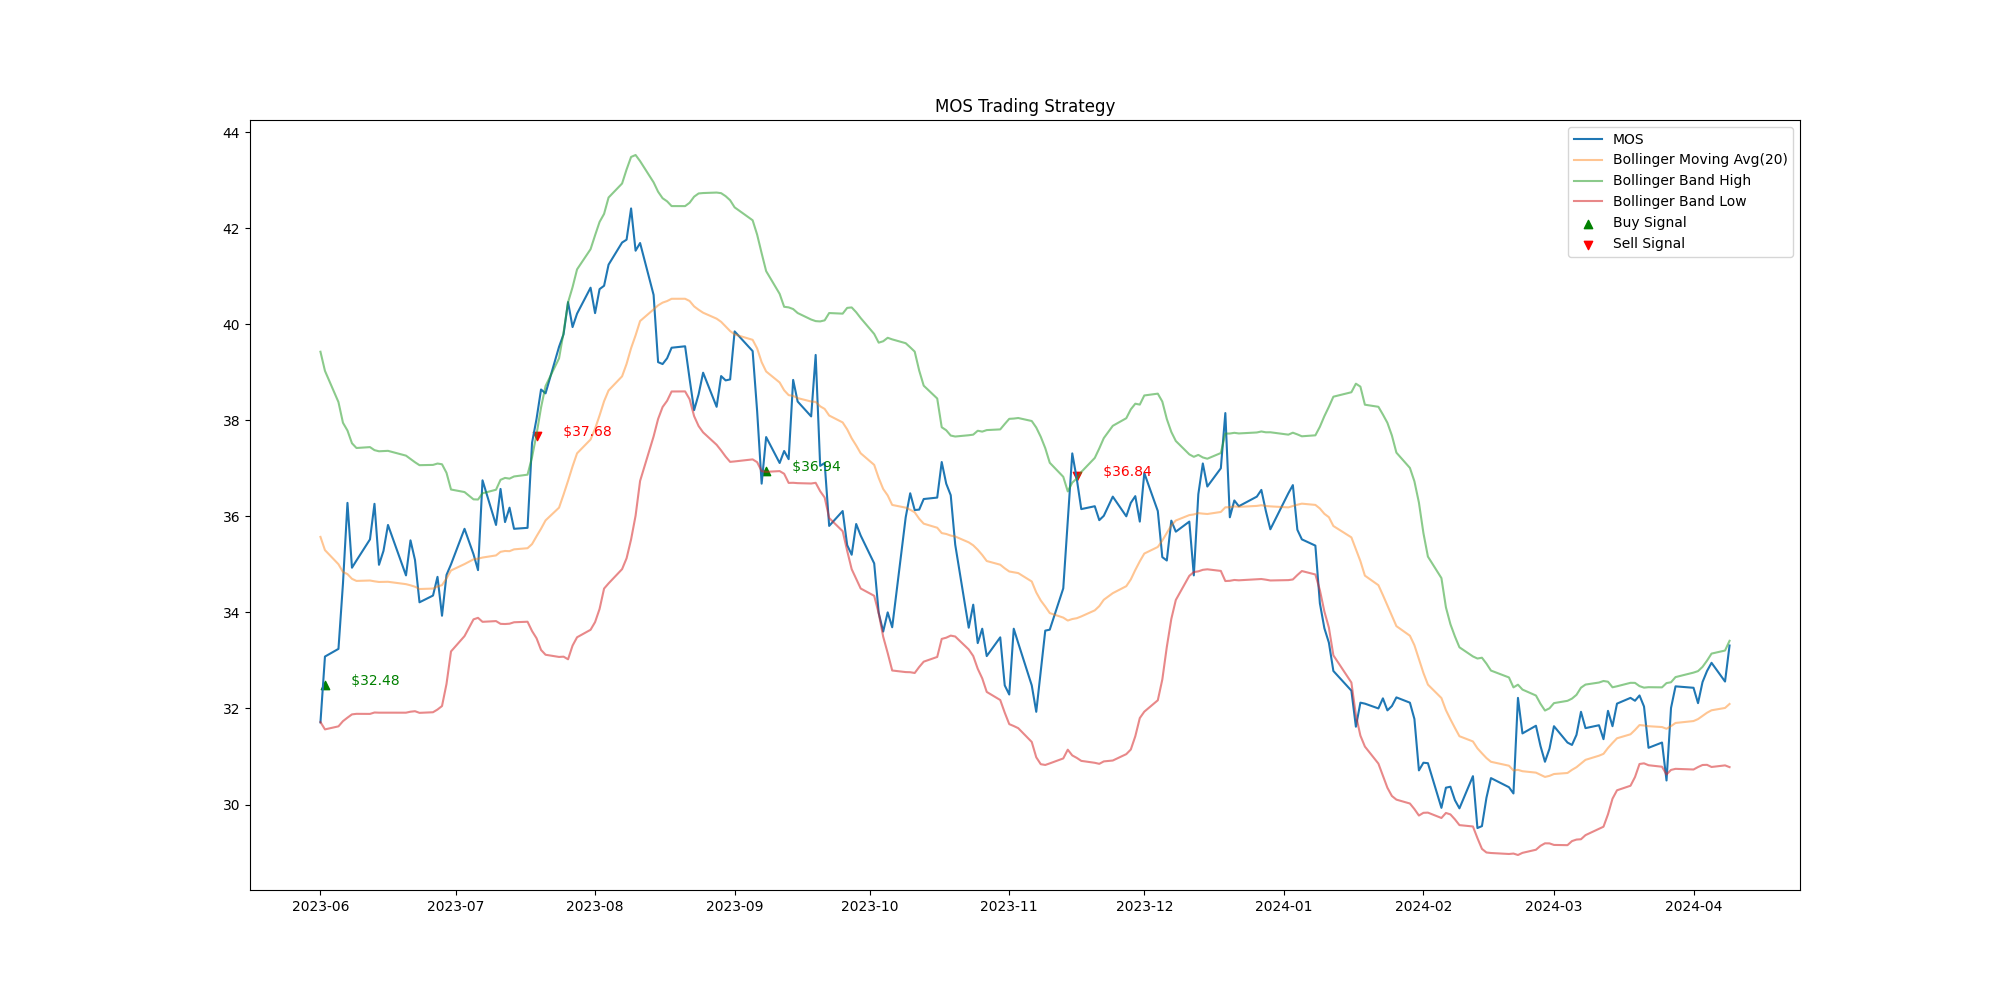 MOS Trading Strategy
44
42
40
38
36
34
32
30
MOS
Bollinger Moving Avg(20)
Bollinger Band High
Bollinger Band Low
Buy Signal
Sell Signal
$37.68
$36.94
$36.84
$32.48
2023-06 2023-07 2023-08 2023-09 2023-10 2023-11 2023-12 2024-01 2024-02 2024-03 2024-04